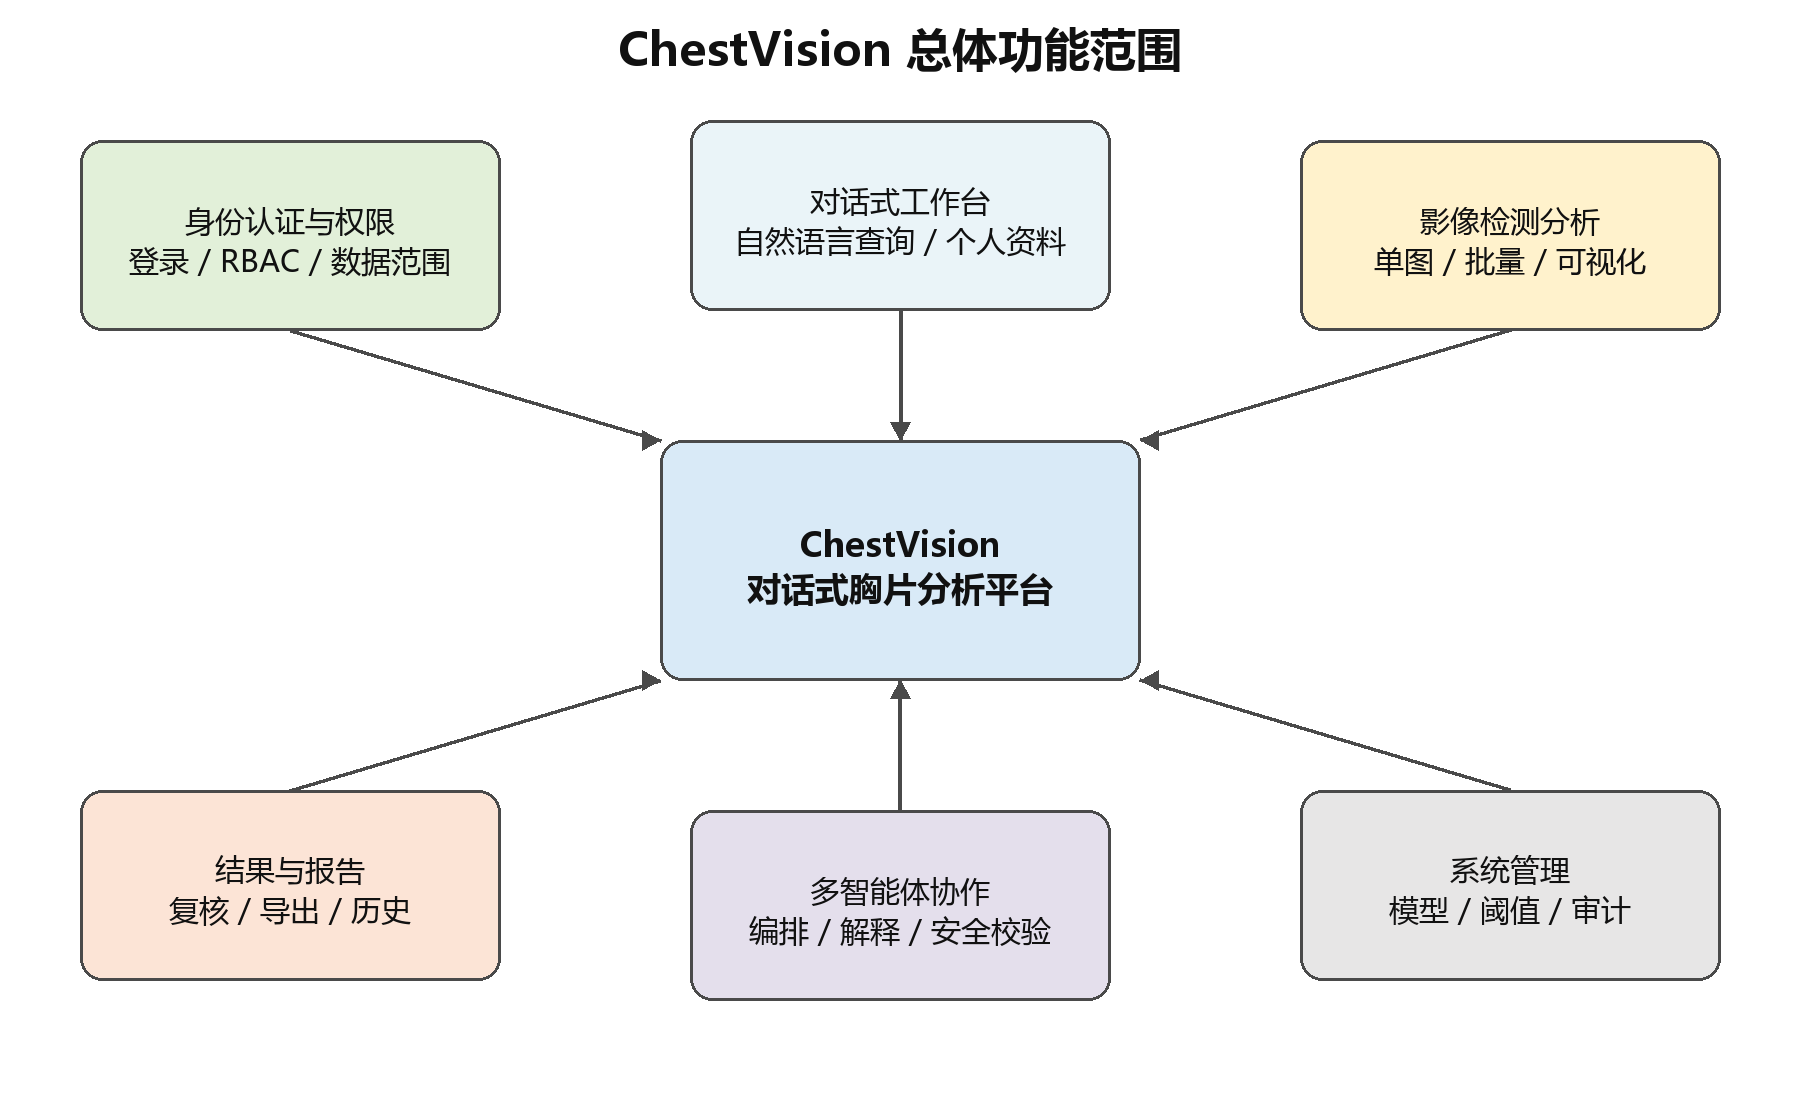 ChestVision 总体功能范围
身份认证与权限
登录 / RBAC / 数据范围
对话式工作台
自然语言查询 / 个人资料
影像检测分析
单图 / 批量 / 可视化
ChestVision
对话式胸片分析平台
结果与报告
复核 / 导出 / 历史
多智能体协作
编排 / 解释 / 安全校验
系统管理
模型 / 阈值 / 审计